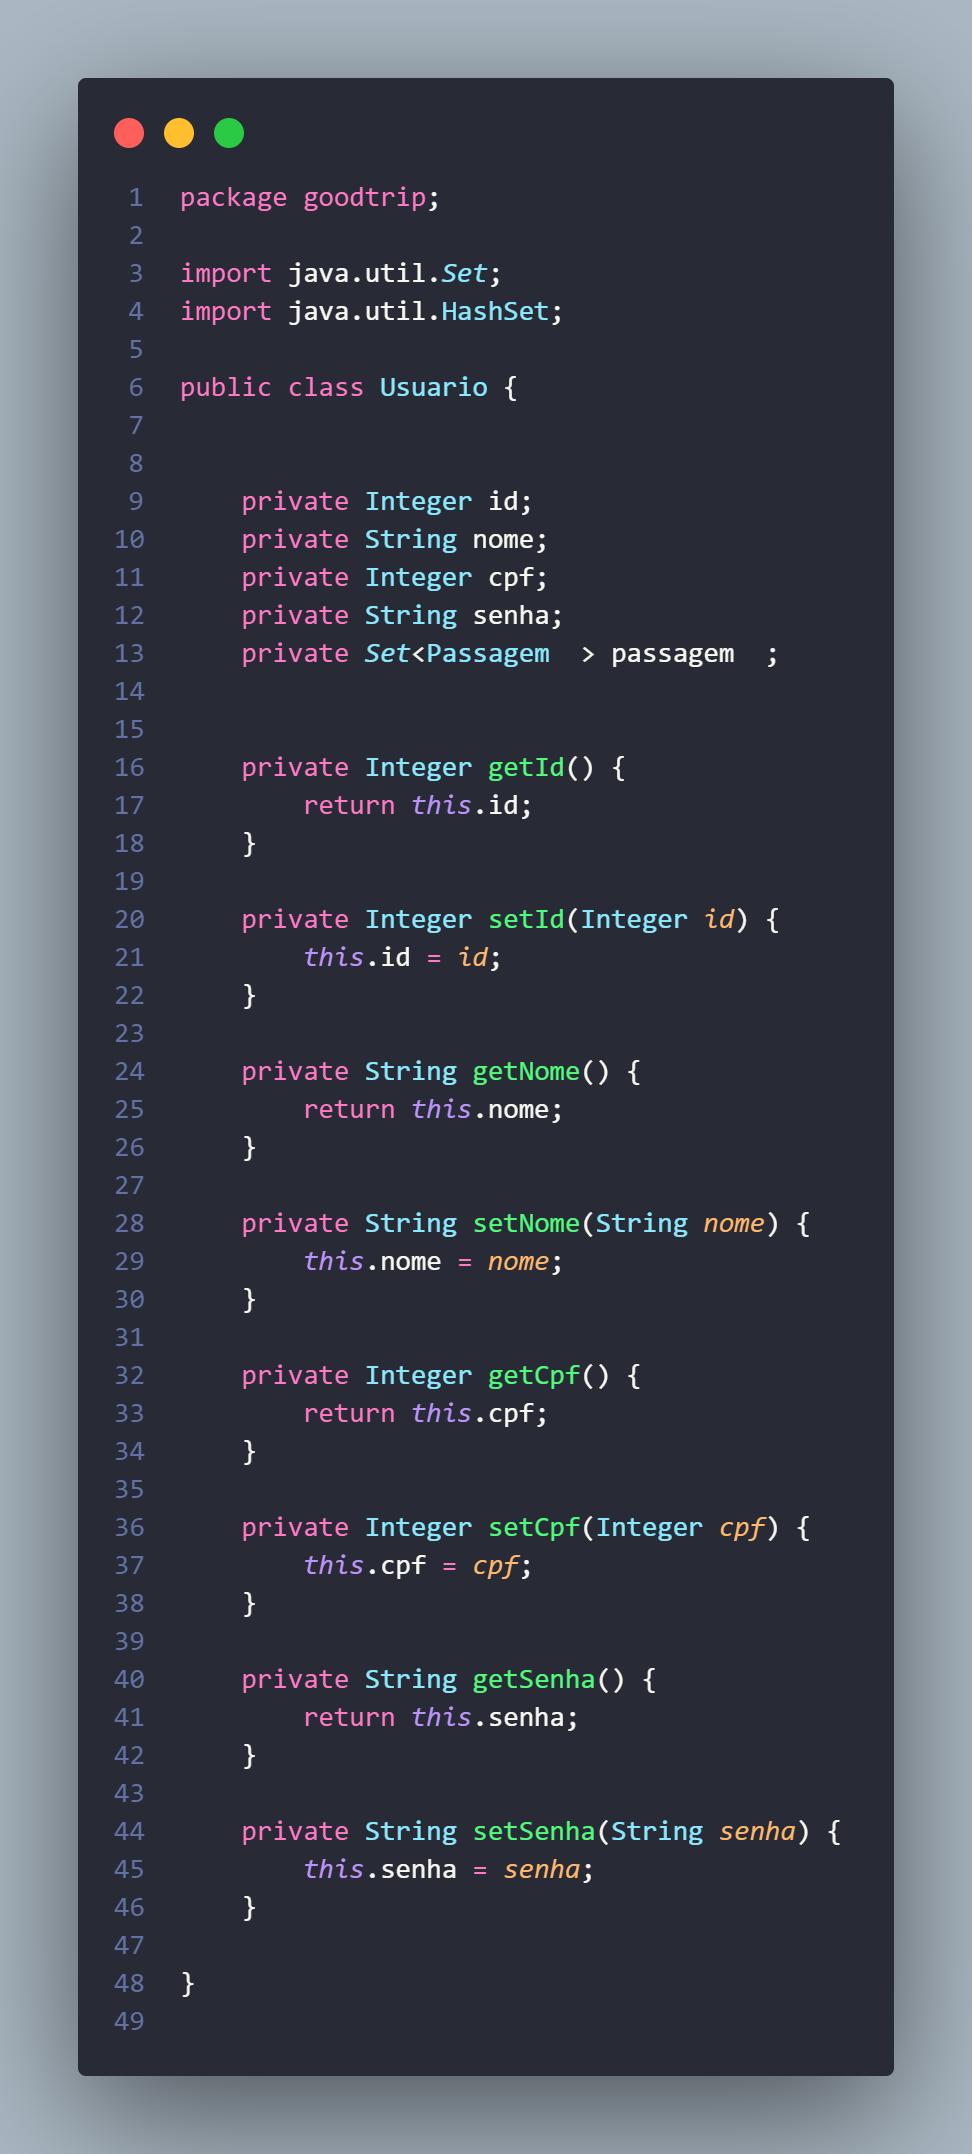 1 package goodtrip;
2
3 import java.util.Set;
4 import java.util.HashSet;
5
6 public class Usuario {
7
8
9     private Integer id;
10     private String nome;
11     private Integer cpf;
12     private String senha;
13     private Set<Passagem  > passagem  ;
14
15
16     private Integer getId() {
17         return this.id;
18     }
19
20     private Integer setId(Integer id) {
21         this.id = id;
22     }
23
24     private String getNome() {
25         return this.nome;
26     }
27
28     private String setNome(String nome) {
29         this.nome = nome;
30     }
31
32     private Integer getCpf() {
33         return this.cpf;
34     }
35
36     private Integer setCpf(Integer cpf) {
37         this.cpf = cpf;
38     }
39
40     private String getSenha() {
41         return this.senha;
42     }
43
44     private String setSenha(String senha) {
45         this.senha = senha;
46     }
47
48 }
49